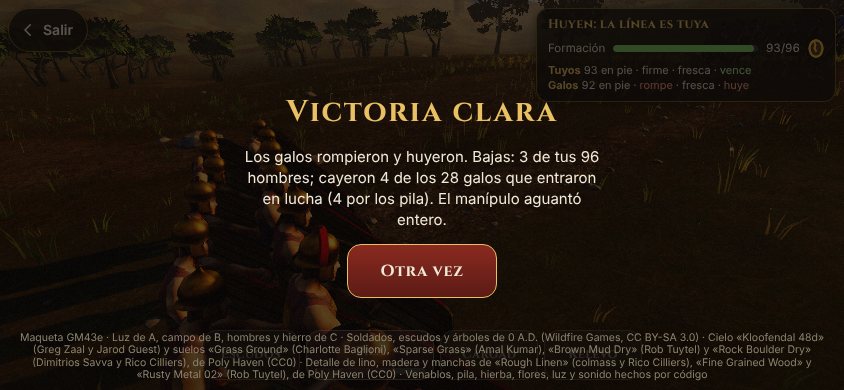 Salir
HUYEN: LA LÍNEA ES TUYA
Formación 93/96
Tuyos 93 en pie · firme · fresca · vence
Galos 92 en pie · rompe · fresca · huye
VICTORIA CLARA
Los galos rompieron y huyeron. Bajas: 3 de tus 96
hombres; cayeron 4 de los 28 galos que entraron
en lucha (4 por los pila). El manípulo aguantó
entero.
OTRA VEZ
Maqueta GM43e · Luz de A, campo de B, hombres y hierro de C · Soldados, escudos y árboles de 0 A.D. (Wildfire Games, CC BY-SA 3.0) · Cielo «Kloofendal 48d»
(Greg Zaal y Jarod Guest) y suelos «Grass Ground» (Charlotte Baglioni), «Sparse Grass» (Amal Kumar), «Brown Mud Dry» (Rob Tuytel) y «Rock Boulder Dry»
(Dimitrios Savva y Rico Cilliers), de Poly Haven (CC0) · Detalle de lino, madera y manchas de «Rough Linen» (colmass y Rico Cilliers), «Fine Grained Wood» y
«Rusty Metal 02» (Rob Tuytel), de Poly Haven (CC0) · Venablos, pila, hierba, flores, luz y sonido hechos por código